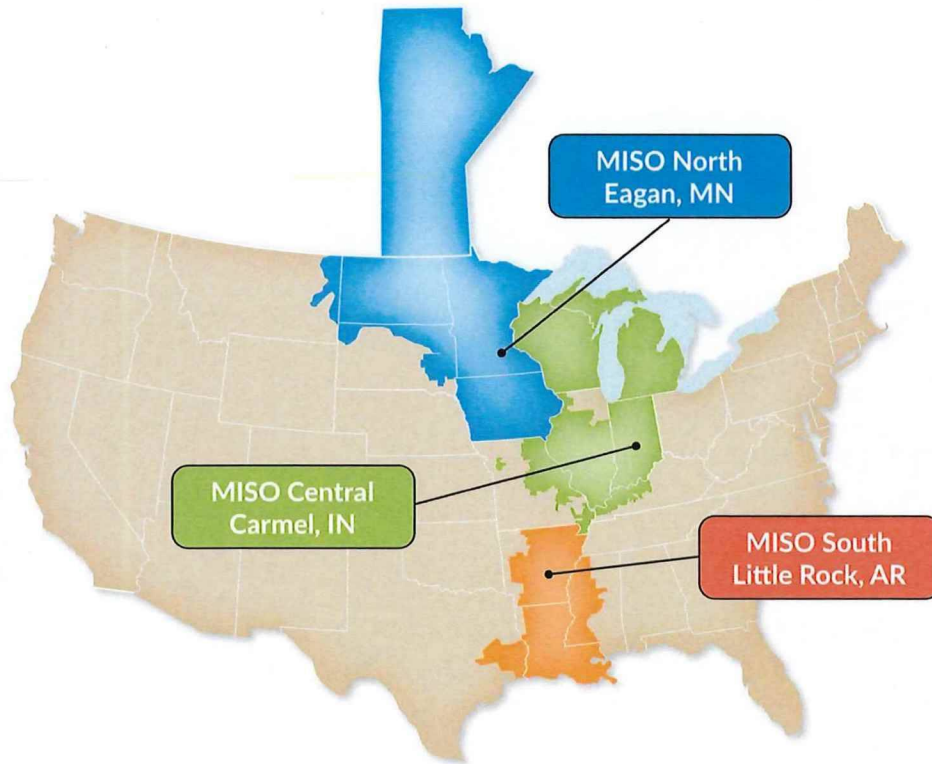 MISO North
Eagan, MN
MISO Central
Carmel, IN
MISO South
Little Rock, AR